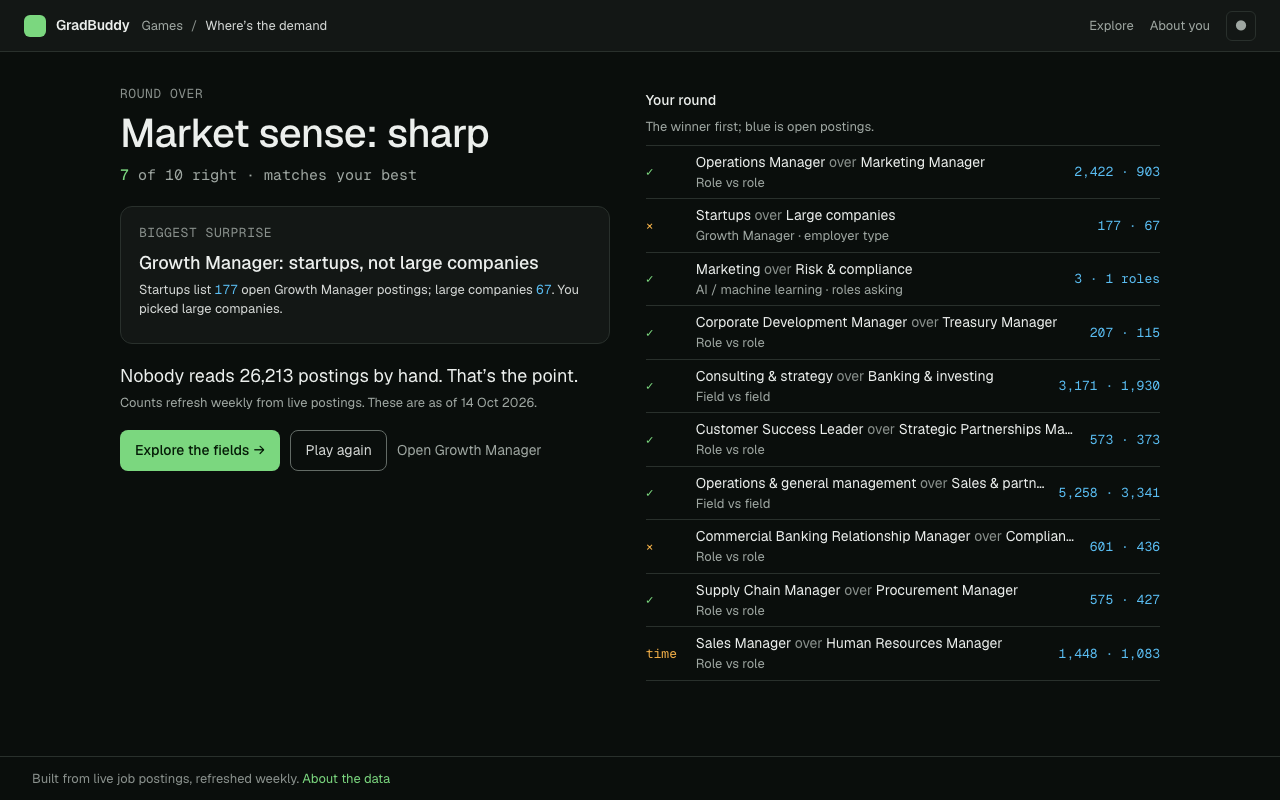 GradBuddy Games / Where's the demand
Explore About you
ROUND OVER
Market sense: sharp
7 of 10 right · matches your best
BIGGEST SURPRISE
Growth Manager: startups, not large companies
Startups list 177 open Growth Manager postings; large companies 67. You
picked large companies.
Nobody reads 26,213 postings by hand. That's the point.
Counts refresh weekly from live postings. These are as of 14 Oct 2026.
Explore the fields → Play again Open Growth Manager
Your round
The winner first; blue is open postings.
✓ Operations Manager over Marketing Manager 2,422 · 903
Role vs role
× Startups over Large companies 177 · 67
Growth Manager · employer type
✓ Marketing over Risk & compliance 3 · 1 roles
AI / machine learning · roles asking
✓ Corporate Development Manager over Treasury Manager 207 · 115
Role vs role
✓ Consulting & strategy over Banking & investing 3,171 · 1,930
Field vs field
✓ Customer Success Leader over Strategic Partnerships Ma… 573 · 373
Role vs role
✓ Operations & general management over Sales & partn… 5,258 · 3,341
Field vs field
× Commercial Banking Relationship Manager over Complian… 601 · 436
Role vs role
✓ Supply Chain Manager over Procurement Manager 575 · 427
Role vs role
time Sales Manager over Human Resources Manager 1,448 · 1,083
Role vs role
Built from live job postings, refreshed weekly. About the data